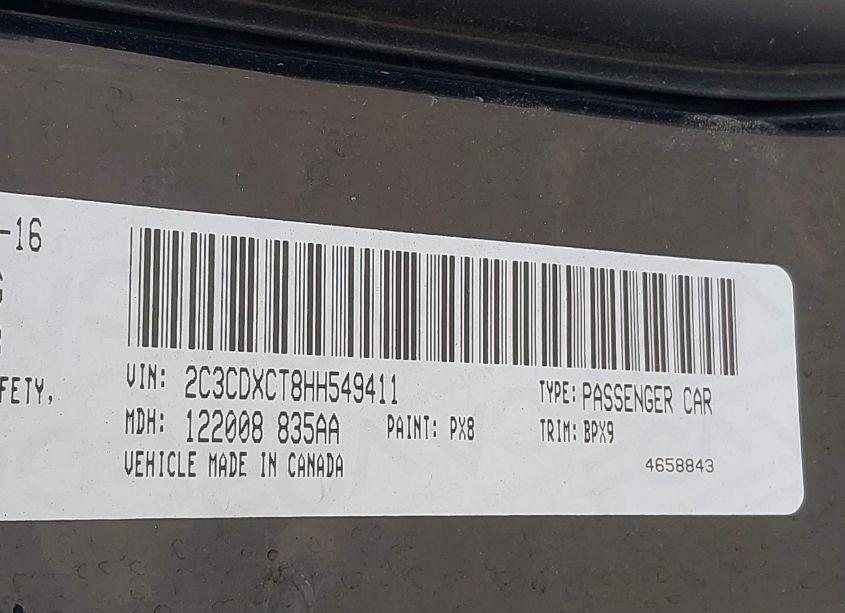 -16
FETY,
VIN: 2C3CDXCT8HH549411
TYPE: PASSENGER CAR
MDH: 122008 835AA
PAINT: PX8
TRIM: BPX9
VEHICLE MADE IN CANADA
4658843